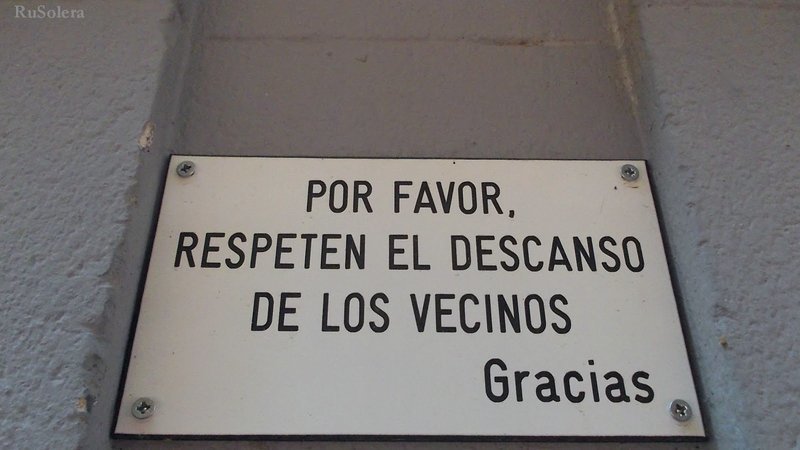 RuSolera
POR FAVOR,
RESPETEN EL DESCANSO
DE LOS VECINOS
Gracias